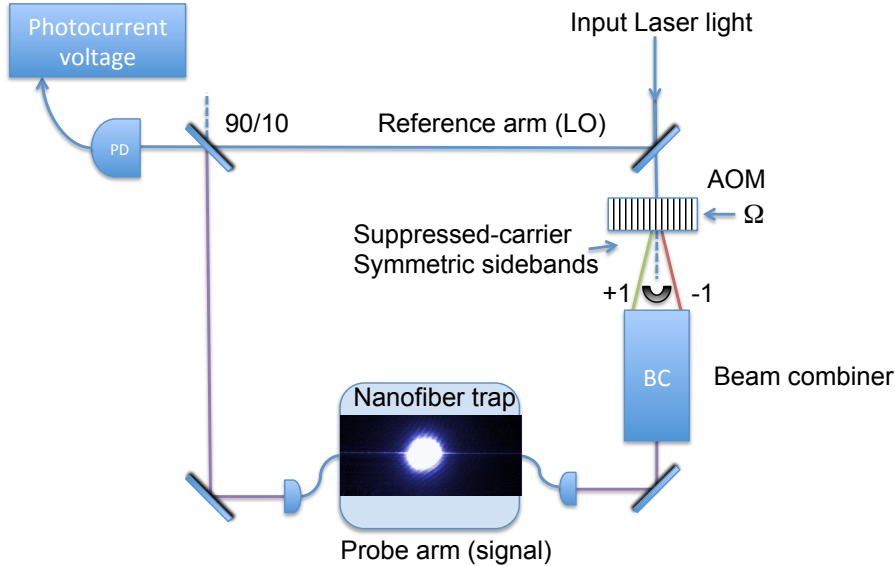 Input Laser light
Photocurrent
voltage
90/10
Reference arm (LO)
PD
AOM
Ω
Suppressed-carrier
Symmetric sidebands
+1
-1
BC
Beam combiner
Nanofiber trap
Probe arm (signal)